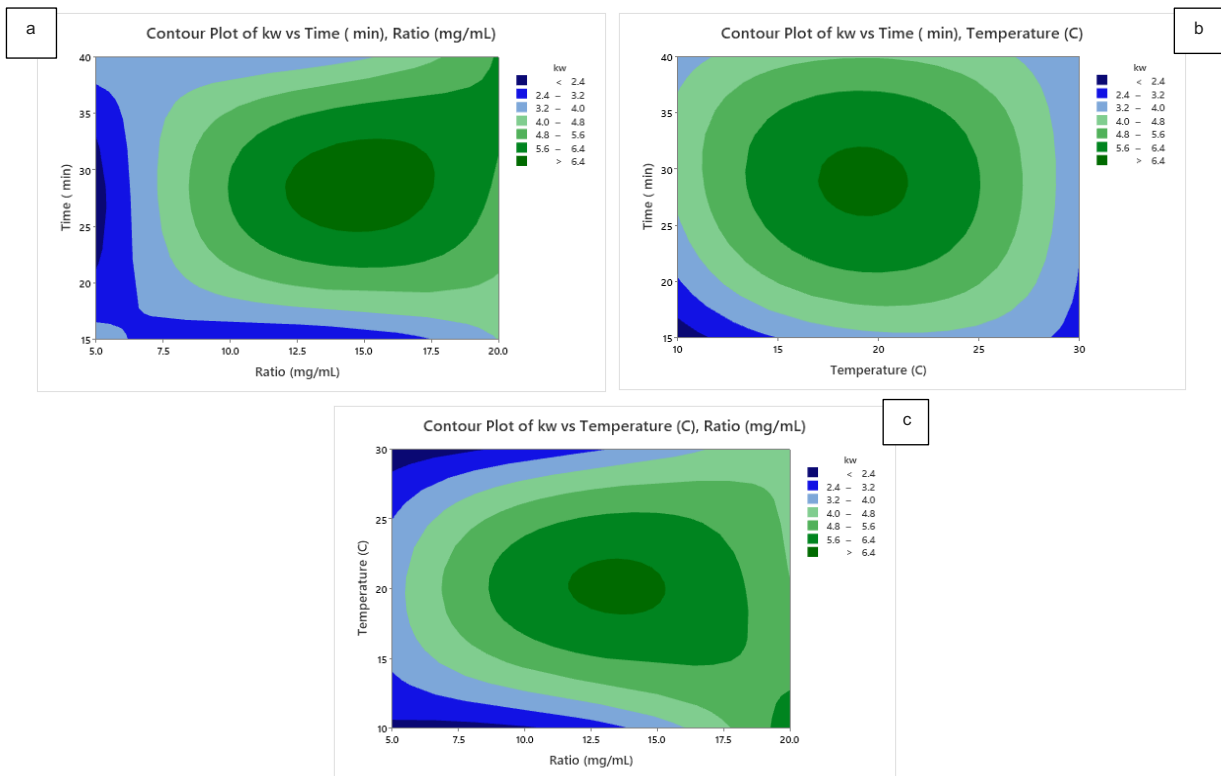 a
Contour Plot of kw vs Time ( min), Ratio (mg/mL)
kw
< 2.4
2.4 – 3.2
3.2 – 4.0
4.0 – 4.8
4.8 – 5.6
5.6 – 6.4
> 6.4
Time ( min)
40
35
30
25
20
15
5.0 7.5 10.0 12.5 15.0 17.5 20.0
Ratio (mg/mL)
b
Contour Plot of kw vs Time ( min), Temperature (C)
kw
< 2.4
2.4 – 3.2
3.2 – 4.0
4.0 – 4.8
4.8 – 5.6
5.6 – 6.4
> 6.4
Time ( min)
40
35
30
25
20
15
10 15 20 25 30
Temperature (C)
c
Contour Plot of kw vs Temperature (C), Ratio (mg/mL)
kw
< 2.4
2.4 – 3.2
3.2 – 4.0
4.0 – 4.8
4.8 – 5.6
5.6 – 6.4
> 6.4
Temperature (C)
30
25
20
15
10
5.0 7.5 10.0 12.5 15.0 17.5 20.0
Ratio (mg/mL)